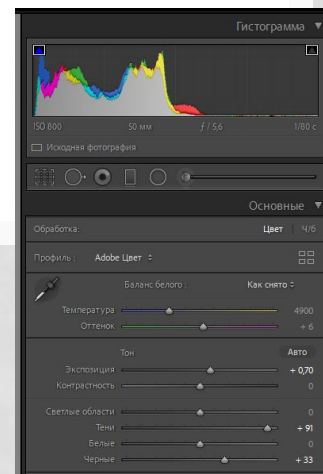 Гистограмма
ISO 800 50 мм ƒ / 5,6 1/80 с
Исходная фотография
Основные
Обработка: Цвет Ч/б
Профиль: Adobe Цвет
Баланс белого: Как снято
Температура 4900
Оттенок + 6
Тон Авто
Экспозиция + 0,70
Контрастность 0
Светлые области 0
Тени + 91
Белые 0
Черные + 33